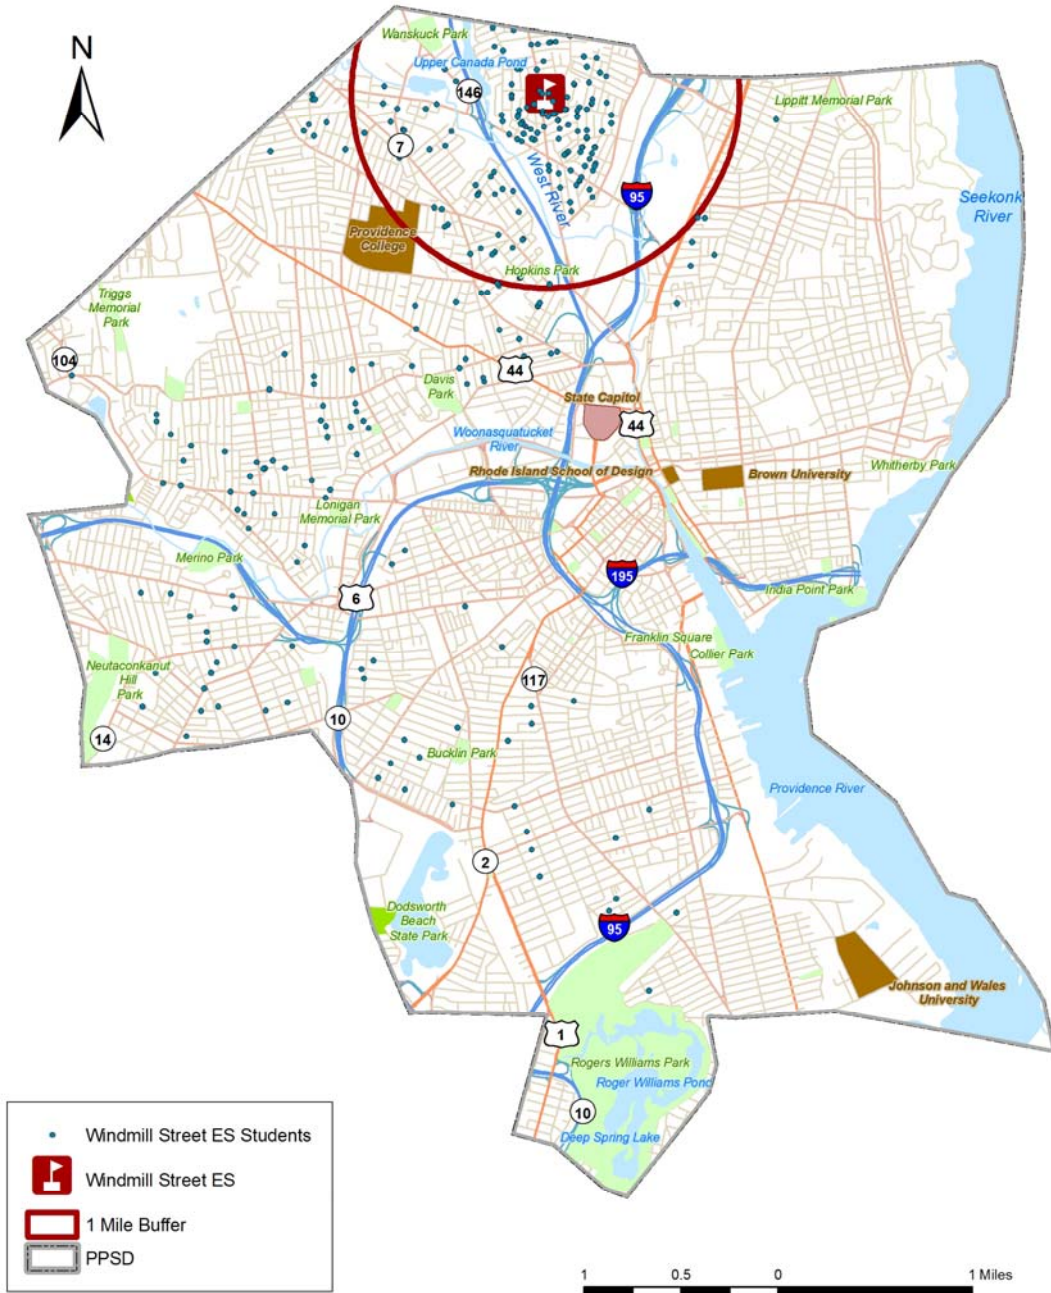 N
Wanskuck Park
Upper Canada Pond
146
Lippitt Memorial Park
7
West River
95
Seekonk
River
Providence
College
Hopkins Park
Triggs
Memorial
Park
104
44
Davis
Park
State Capitol
44
Woonasquatucket
River
Rhode Island School of Design
Brown University
Whitherby Park
Lonigan
Memorial Park
Merino Park
195
6
India Point Park
Franklin Square
Collier Park
Neutaconkanut
Hill
Park
117
10
14
Bucklin Park
Providence River
2
Dodsworth
Beach
State Park
95
Johnson and Wales
University
1
Rogers Williams Park
Roger Williams Pond
10
Deep Spring Lake
Windmill Street ES Students
Windmill Street ES
1 Mile Buffer
PPSD
1 0.5 0 1 Miles